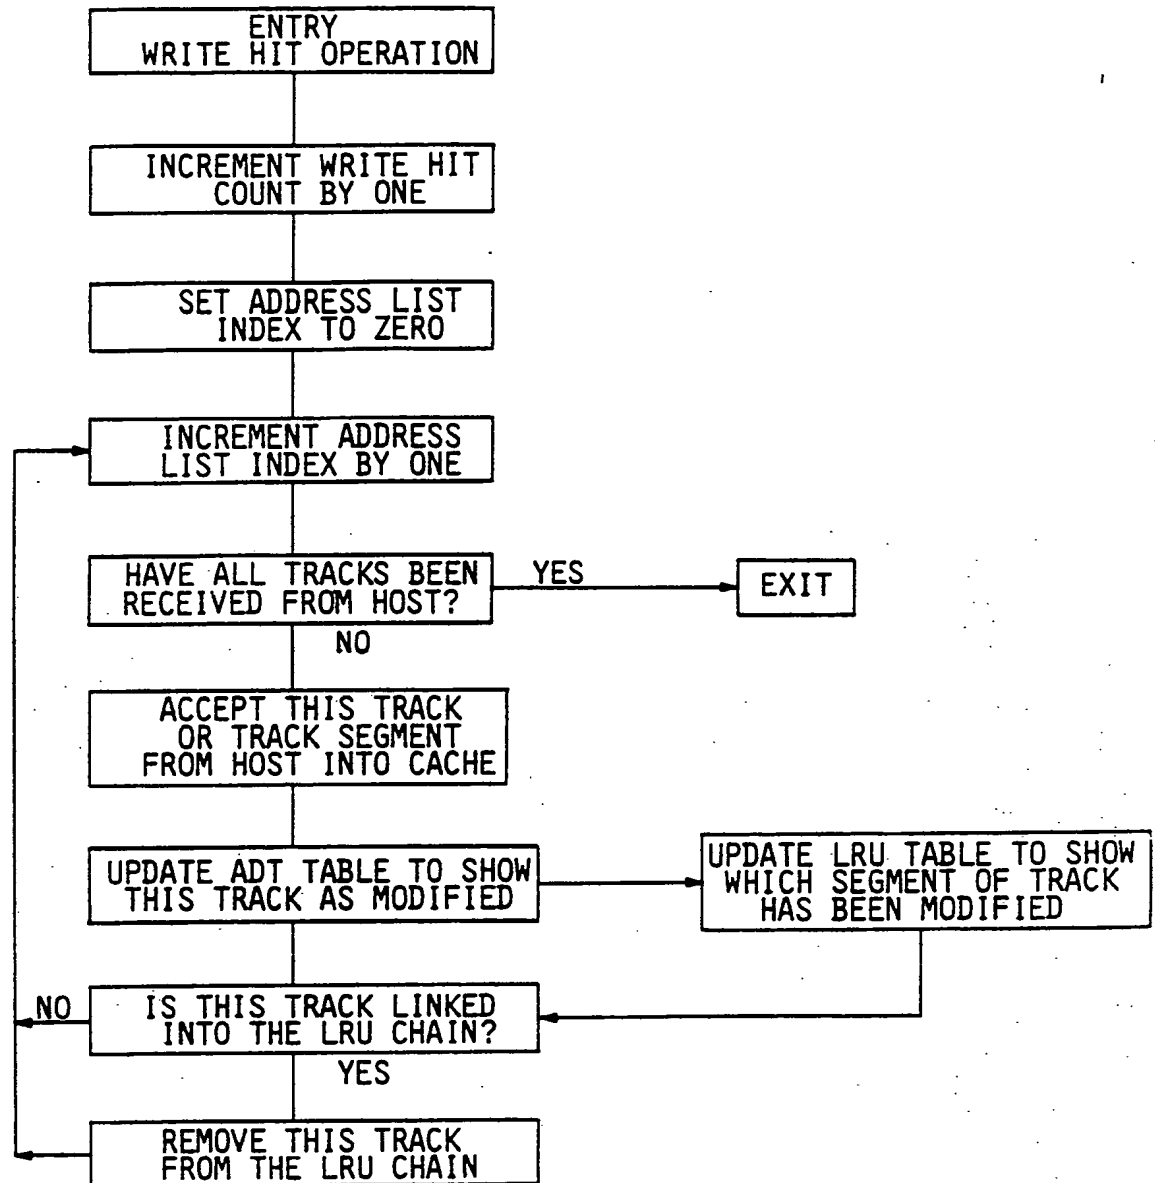 ENTRY
WRITE HIT OPERATION
INCREMENT WRITE HIT
COUNT BY ONE
SET ADDRESS LIST
INDEX TO ZERO
INCREMENT ADDRESS
LIST INDEX BY ONE
HAVE ALL TRACKS BEEN
RECEIVED FROM HOST?
YES
EXIT
NO
ACCEPT THIS TRACK
OR TRACK SEGMENT
FROM HOST INTO CACHE
UPDATE ADT TABLE TO SHOW
THIS TRACK AS MODIFIED
UPDATE LRU TABLE TO SHOW
WHICH SEGMENT OF TRACK
HAS BEEN MODIFIED
NO
IS THIS TRACK LINKED
INTO THE LRU CHAIN?
YES
REMOVE THIS TRACK
FROM THE LRU CHAIN